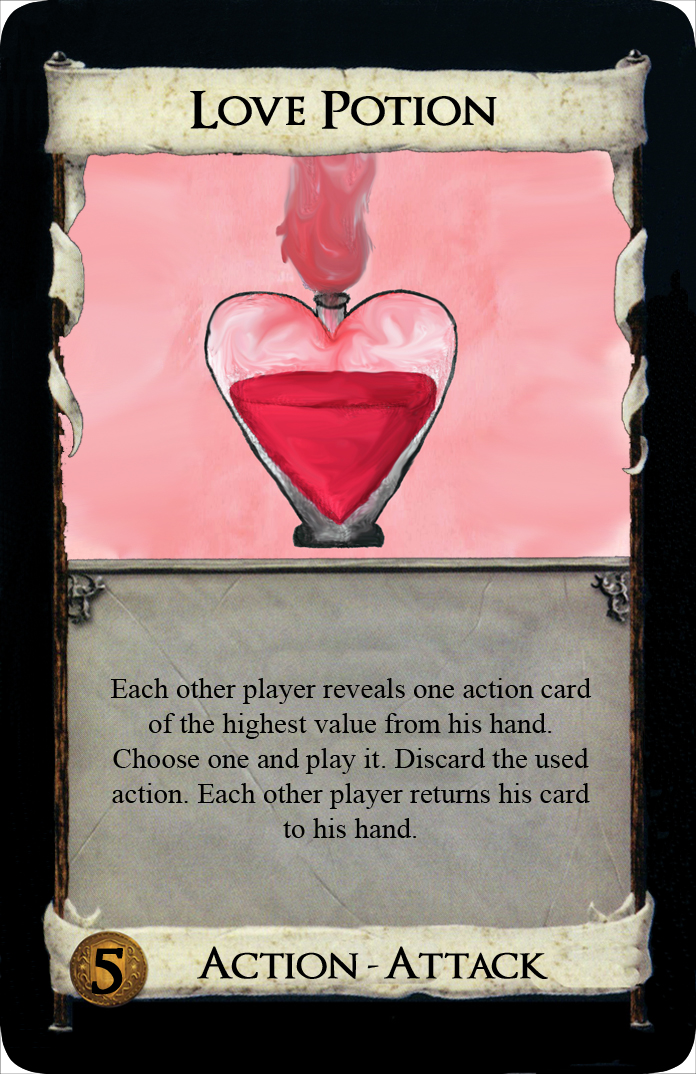 Love Potion
Each other player reveals one action card
of the highest value from his hand.
Choose one and play it. Discard the used
action. Each other player returns his card
to his hand.
5
Action - Attack